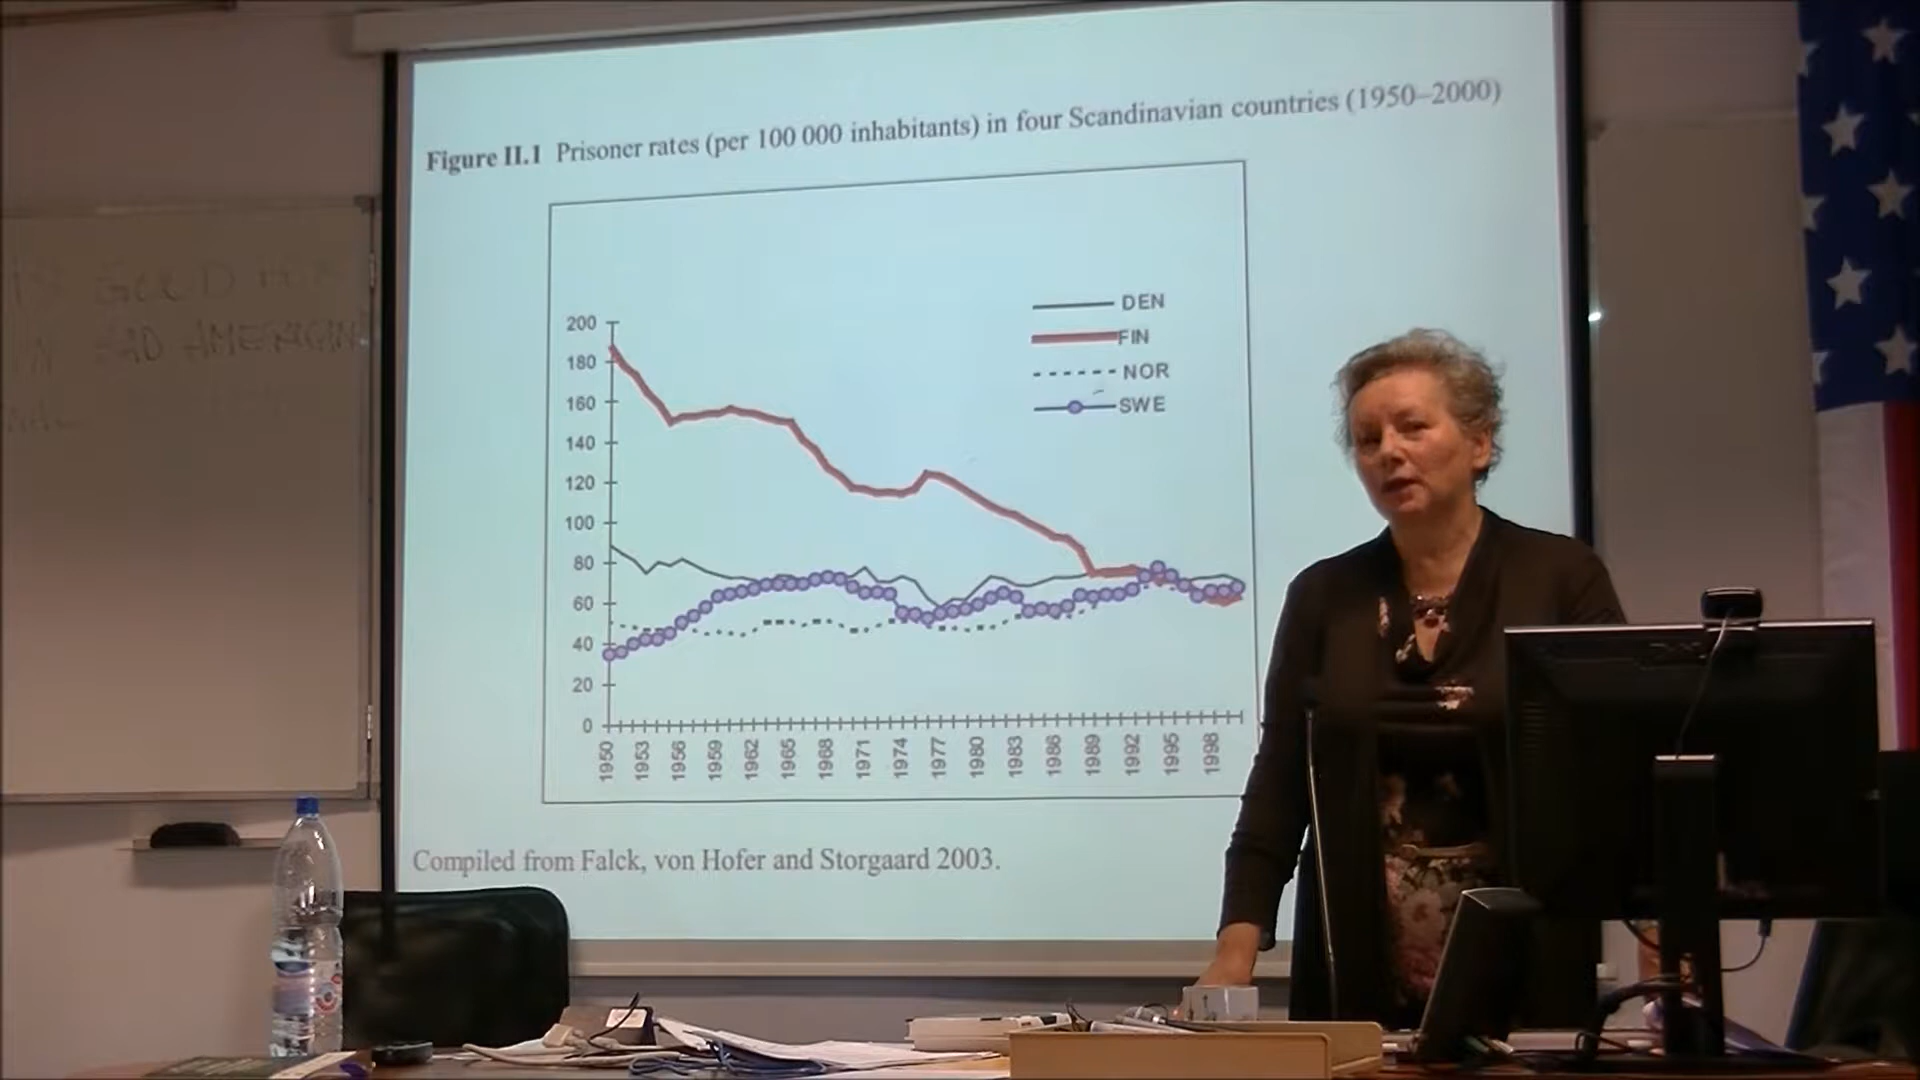 Figure II.1 Prisoner rates (per 100 000 inhabitants) in four Scandinavian countries (1950–2000)
DEN
FIN
NOR
SWE
200
180
160
140
120
100
80
60
40
20
0
1950 1953 1956 1959 1962 1965 1968 1971 1974 1977 1980 1983 1986 1989 1992 1995 1998
Compiled from Falck, von Hofer and Storgaard 2003.
AMERICAN